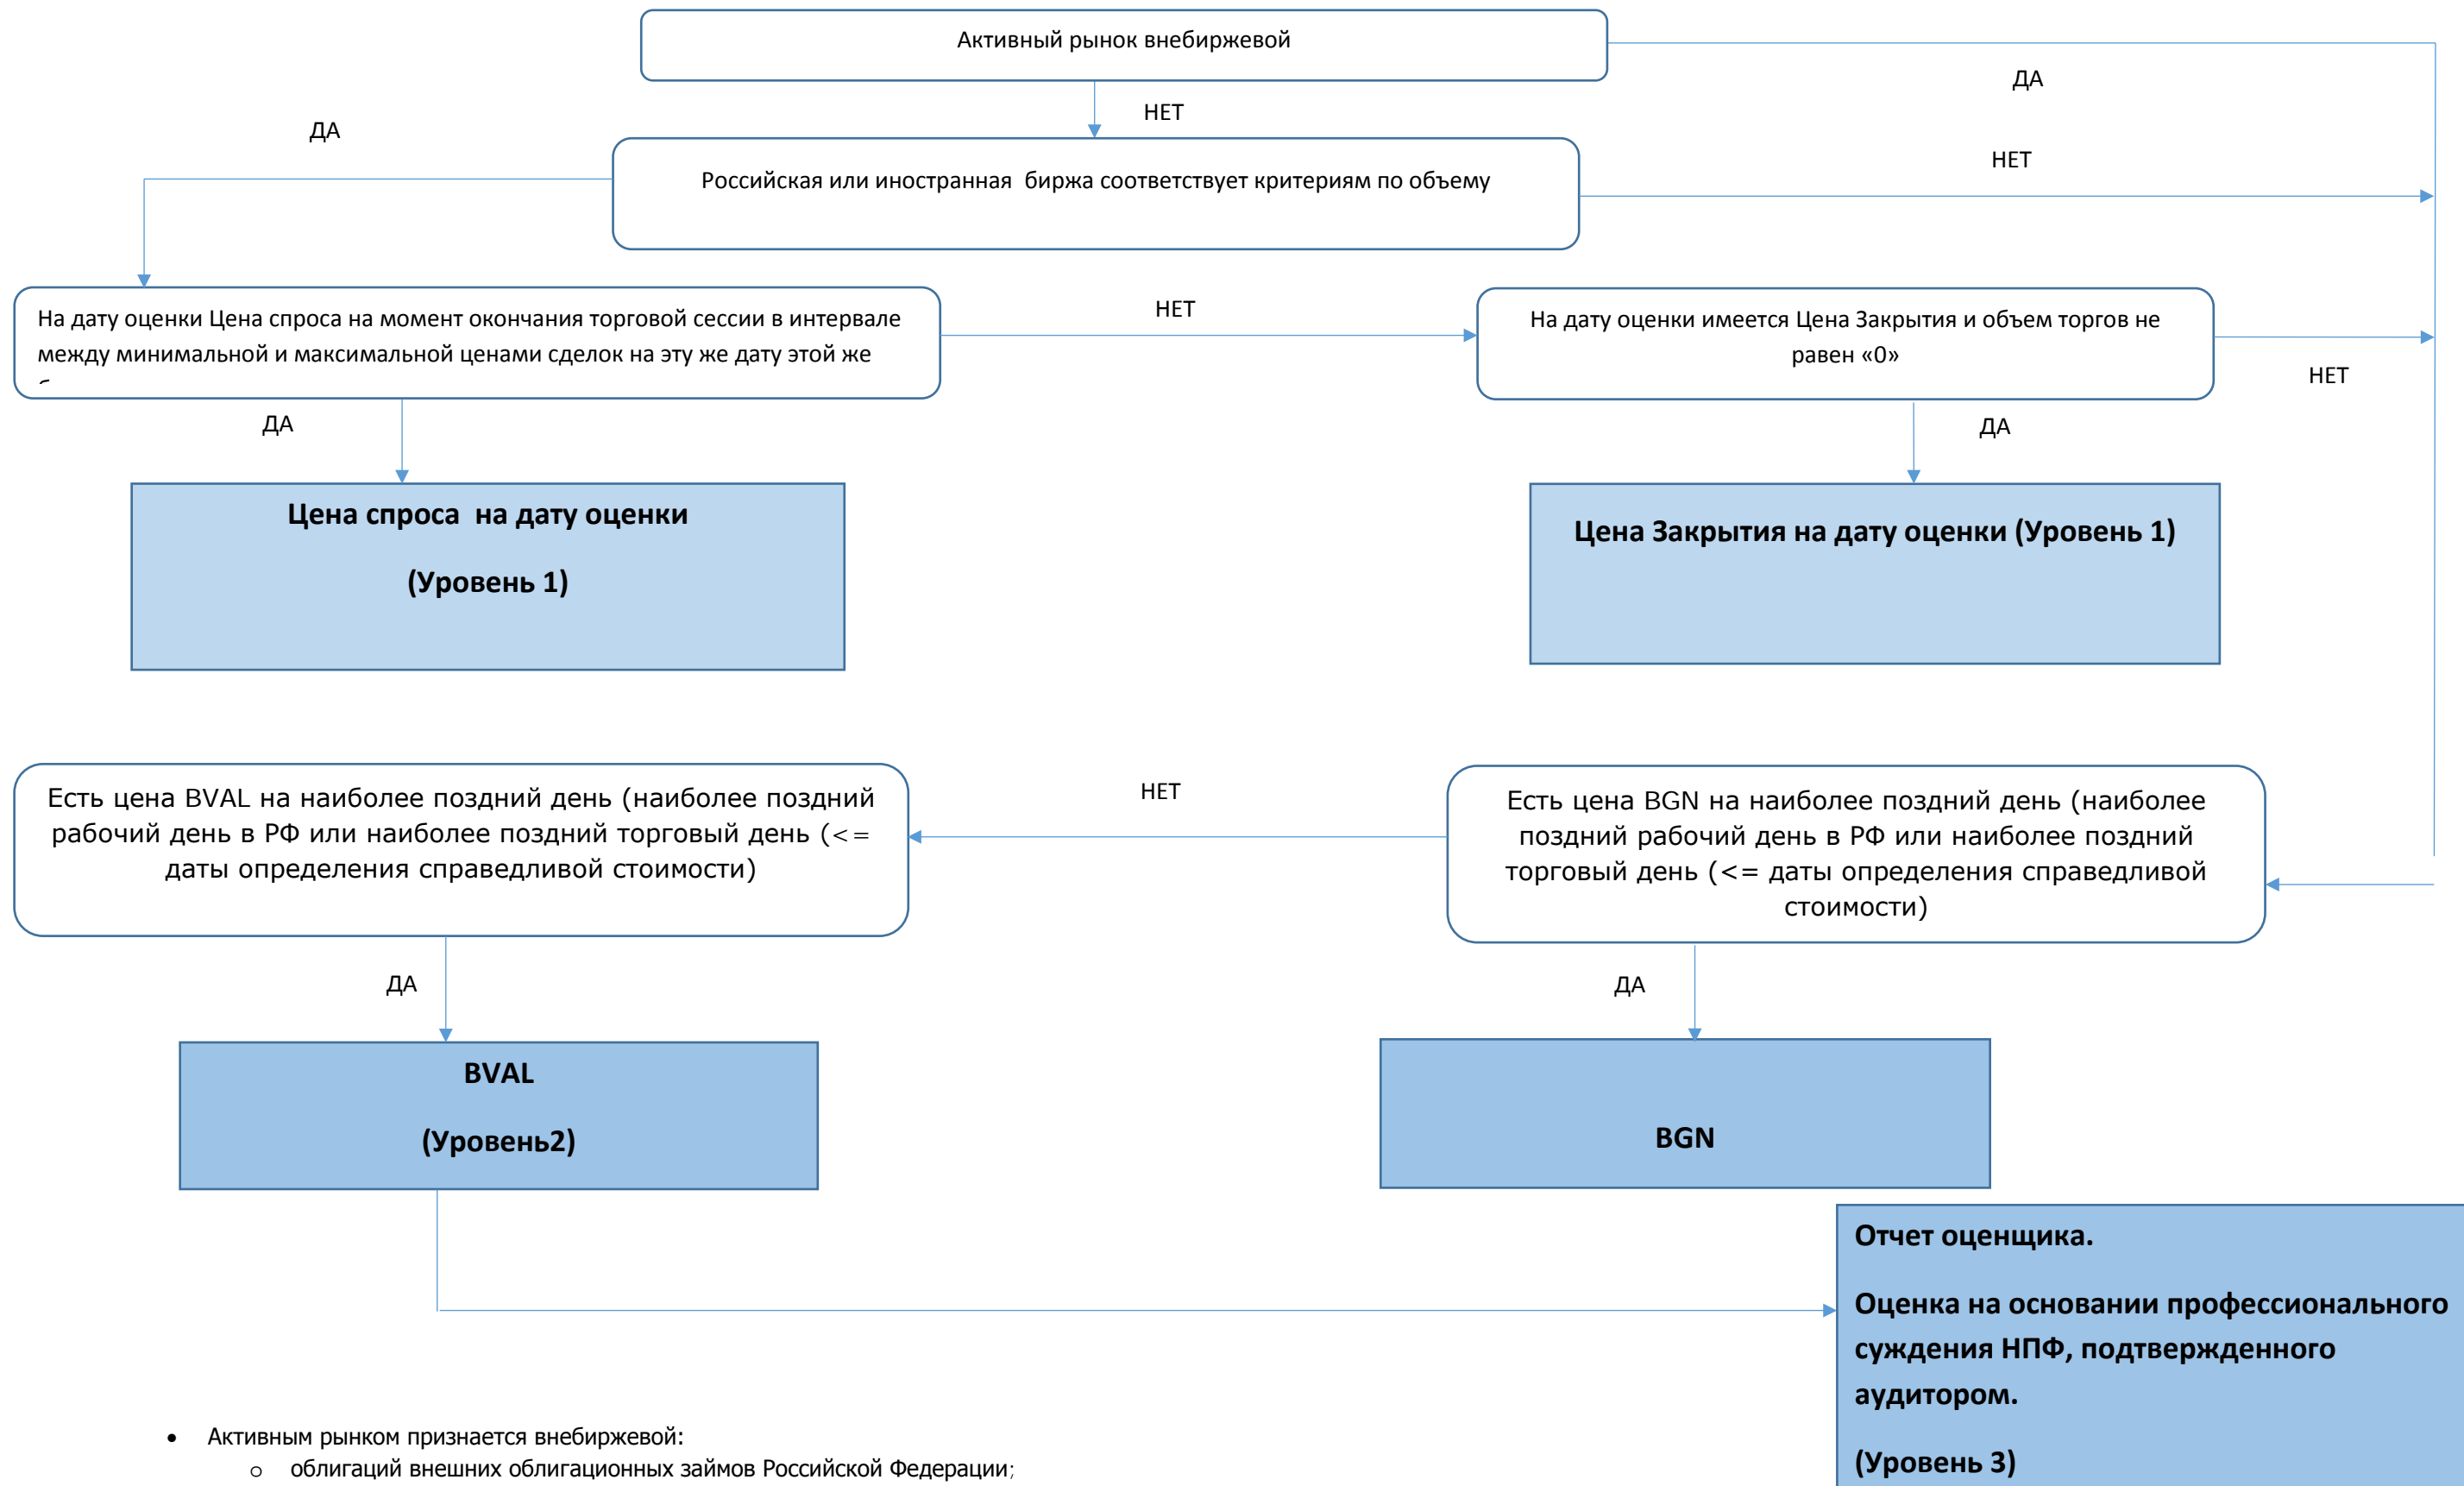 Активный рынок внебиржевой
ДА
НЕТ
ДА
НЕТ
Российская или иностранная  биржа соответствует критериям по объему
На дату оценки Цена спроса на момент окончания торговой сессии в интервале
между минимальной и максимальной ценами сделок на эту же дату этой же
НЕТ
На дату оценки имеется Цена Закрытия и объем торгов не
равен «0»
НЕТ
ДА
ДА
Цена спроса  на дату оценки
(Уровень 1)
Цена Закрытия на дату оценки (Уровень 1)
Есть цена BVAL на наиболее поздний день (наиболее поздний
рабочий день в РФ или наиболее поздний торговый день (<=
даты определения справедливой стоимости)
НЕТ
Есть цена BGN на наиболее поздний день (наиболее
поздний рабочий день в РФ или наиболее поздний
торговый день (<= даты определения справедливой
стоимости)
ДА
ДА
BVAL
(Уровень2)
BGN
Отчет оценщика.
Оценка на основании профессионального
суждения НПФ, подтвержденного
аудитором.
(Уровень 3)
• Активным рынком признается внебиржевой:
o облигаций внешних облигационных займов Российской Федерации;